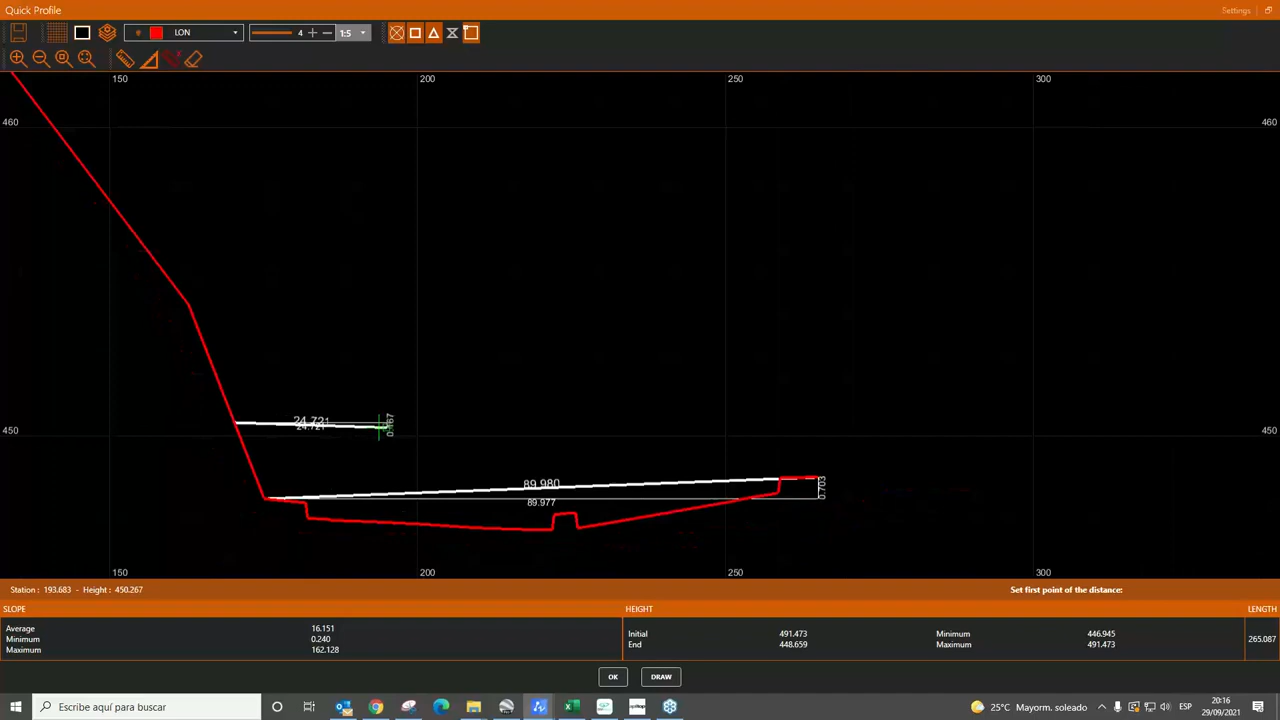 Quick Profile
Settings
LON
4
1:5
150
200
250
300
460
460
24.721
24.721
0.167
450
450
89.980
89.977
0.703
150
200
250
300
Station : 193.683 - Height : 450.267
Set first point of the distance:
SLOPE
HEIGHT
LENGTH
Average 16.151
Minimum 0.240
Maximum 162.128
Initial 491.473
End 448.659
Minimum 446.945
Maximum 491.473
265.087
OK
DRAW
Escribe aquí para buscar
25°C Mayorm. soleado
ESP
20:16
29/09/2021